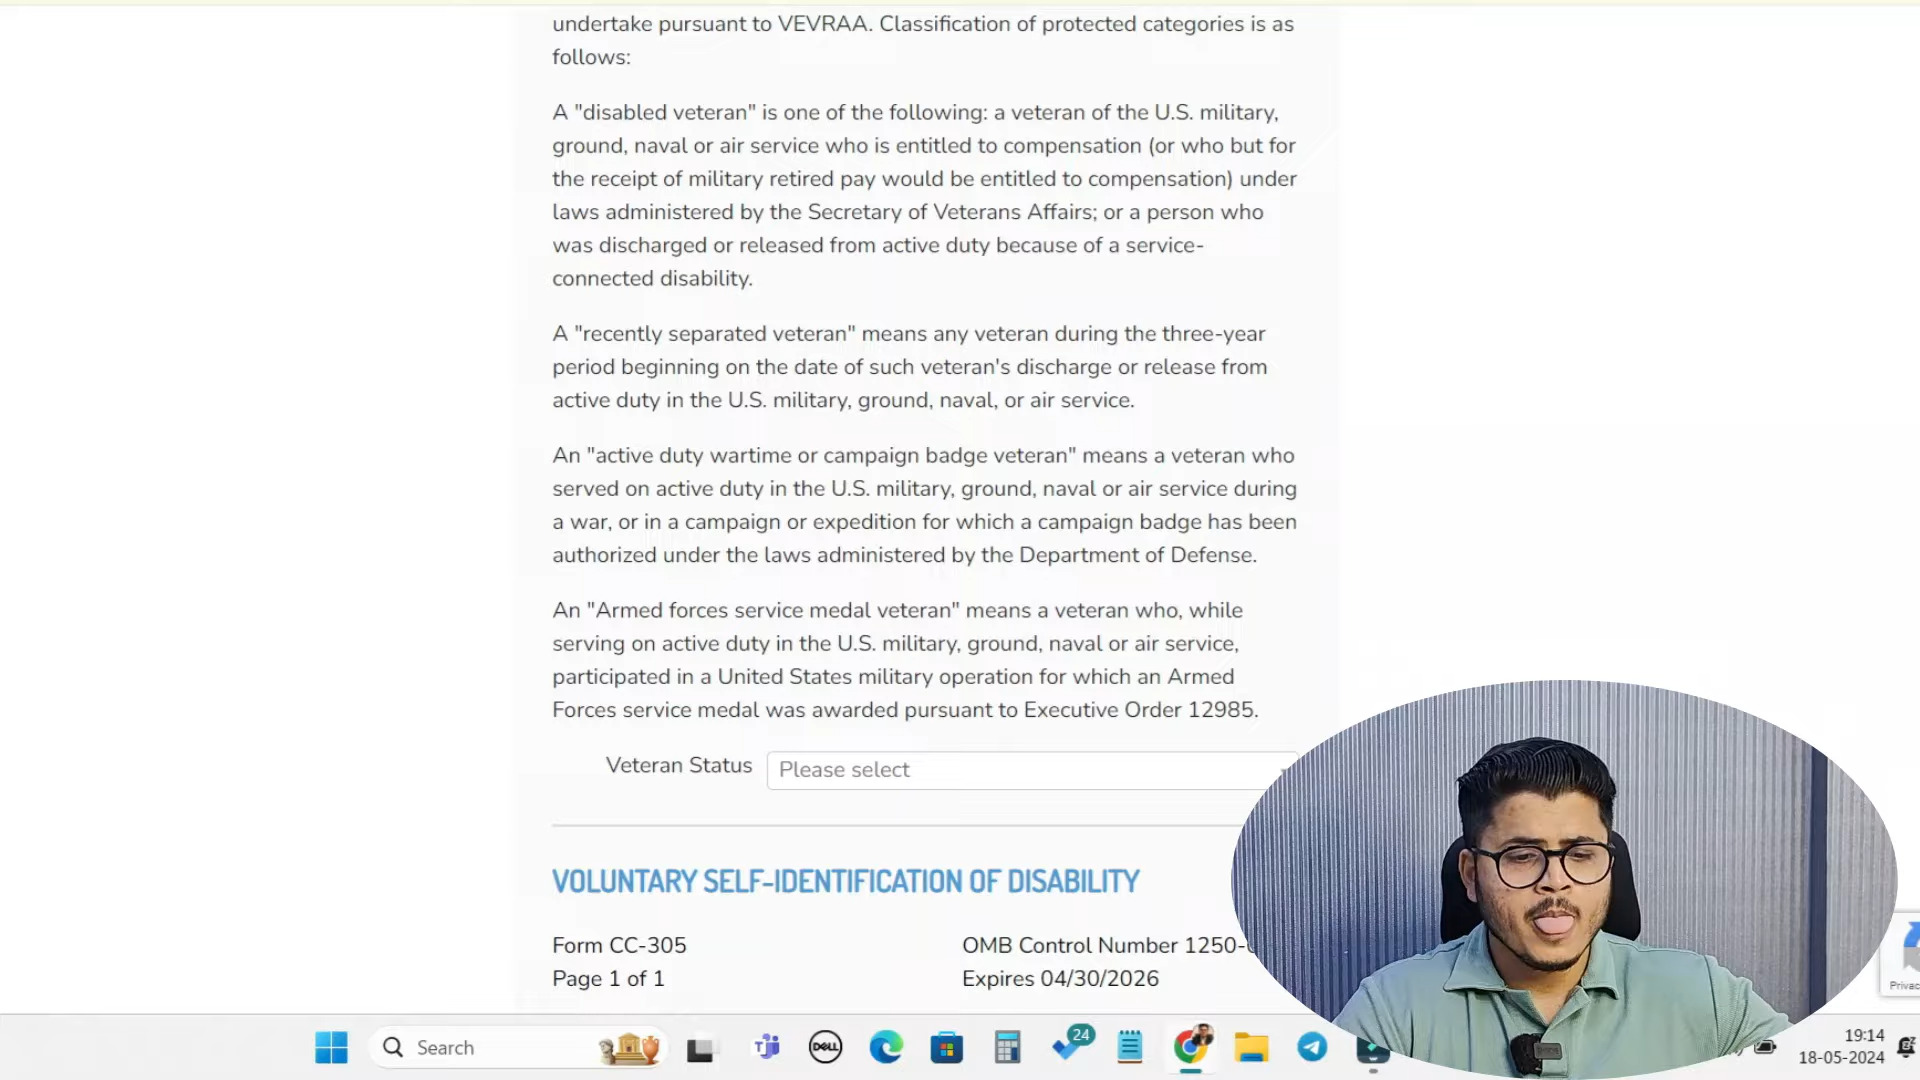 undertake pursuant to VEVRAA. Classification of protected categories is as
follows:
A "disabled veteran" is one of the following: a veteran of the U.S. military,
ground, naval or air service who is entitled to compensation (or who but for
the receipt of military retired pay would be entitled to compensation) under
laws administered by the Secretary of Veterans Affairs; or a person who
was discharged or released from active duty because of a service-
connected disability.
A "recently separated veteran" means any veteran during the three-year
period beginning on the date of such veteran's discharge or release from
active duty in the U.S. military, ground, naval, or air service.
An "active duty wartime or campaign badge veteran" means a veteran who
served on active duty in the U.S. military, ground, naval or air service during
a war, or in a campaign or expedition for which a campaign badge has been
authorized under the laws administered by the Department of Defense.
An "Armed forces service medal veteran" means a veteran who, while
serving on active duty in the U.S. military, ground, naval or air service,
participated in a United States military operation for which an Armed
Forces service medal was awarded pursuant to Executive Order 12985.
Veteran Status Please select
VOLUNTARY SELF-IDENTIFICATION OF DISABILITY
Form CC-305 OMB Control Number 1250-
Page 1 of 1 Expires 04/30/2026
Privac
Search
DELL
24
19:14
18-05-2024